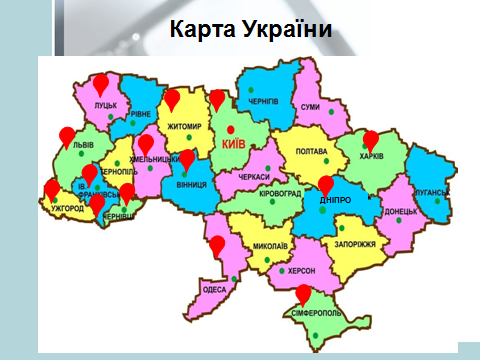 Карта України
ЛУЦЬК
РІВНЕ
ЖИТОМИР
КИЇВ
ЧЕРНІГІВ
СУМИ
ЛЬВІВ
ТЕРНОПІЛЬ
ХМЕЛЬНИЦЬКИЙ
ВІННИЦЯ
ЧЕРКАСИ
ПОЛТАВА
ХАРКІВ
ІВ.
ФРАНКІВСЬК
УЖГОРОД
ЧЕРНІВЦІ
КІРОВОГРАД
ДНІПРО
ДОНЕЦЬК
ЛУГАНСЬК
МИКОЛАЇВ
ЗАПОРІЖЖЯ
ОДЕСА
ХЕРСОН
СІМФЕРОПОЛЬ